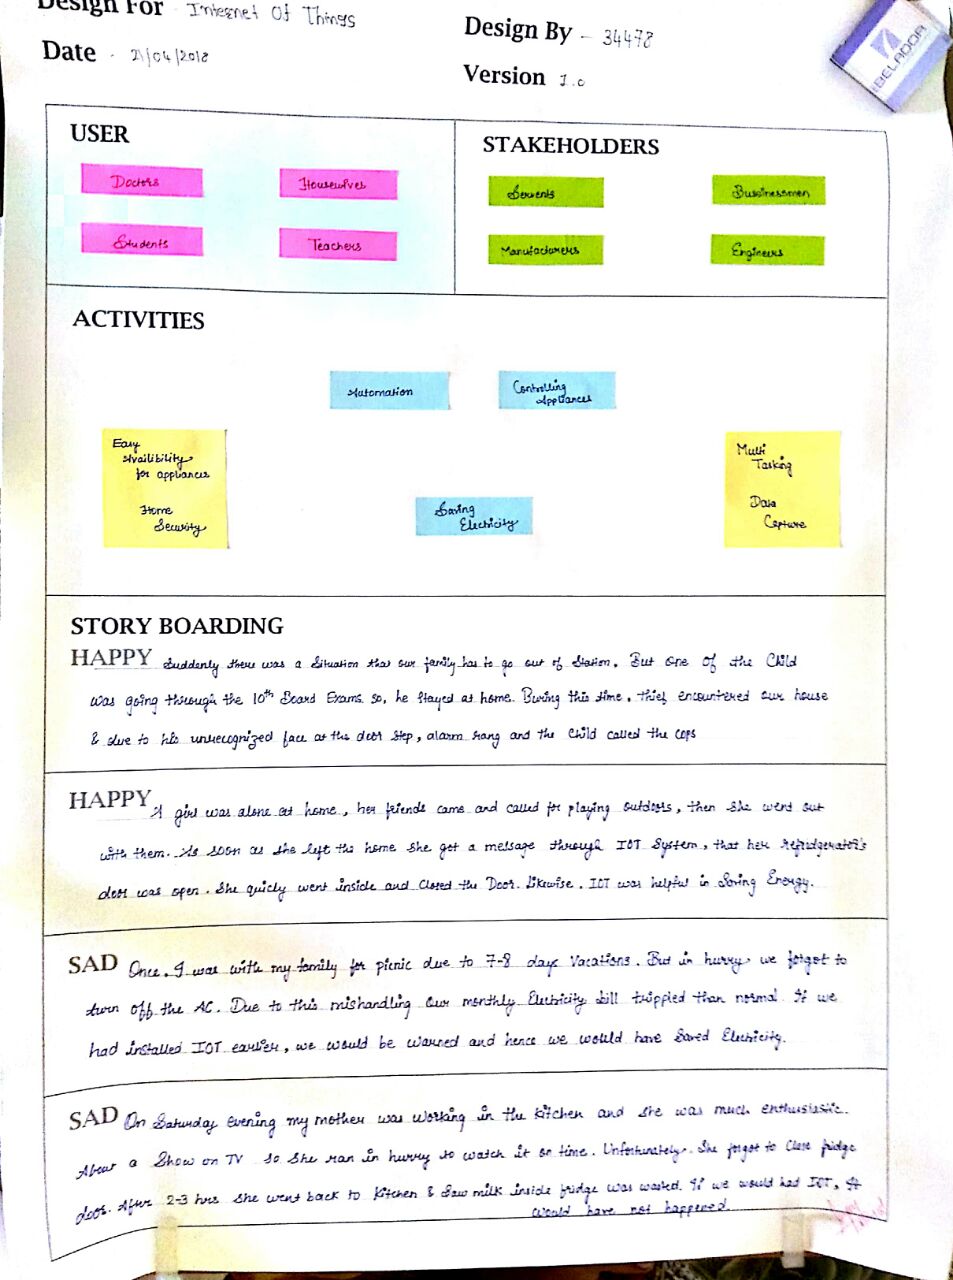 Design For - Internet Of Things
Design By - 34478
Date - 21/04/2018
Version 1.0
BELADOR
USER
Doctors
Housewives
Students
Teachers
STAKEHOLDERS
Servents
Bussinessmen
Manufacturers
Engineers
ACTIVITIES
Automation
Controlling
Appliances
Easy
Availibility
for appliances
Home
Security
Saving
Electricity
Multi
Tasking
Data
Capture
STORY BOARDING
HAPPY Suddenly there was a situation that our family has to go out of station. But one of the child
was going through the 10th Board Exams so, he stayed at home. During this time, thief encountered our house
& due to his unrecognized face at the door step, alarm rang and the child called the cops
HAPPY A girl was alone at home, her friends came and called for playing outdoors, then she went out
with them. As soon as she left the home she got a message through IOT System, that her Refridgerator's
door was open. She quicly went inside and closed the Door. Likewise, IOT was helpful in Saving Energy.
SAD Once, I was with my family for picnic due to 7-8 days Vacations. But in hurry we forgot to
turn off the AC. Due to this mishandling our monthly Electricity bill trippled than normal. If we
had installed IOT earlier, we would be warned and hence we would have Saved Electricity.
SAD On Saturday evening my mother was working in the kitchen and she was much enthusiastic
About a Show on TV so she ran in hurry to watch it on time. Unfortunately, she forgot to close fridge
door. After 2-3 hrs she went back to kitchen & saw milk inside fridge was wasted. If we would had IOT, it
would have not happened.